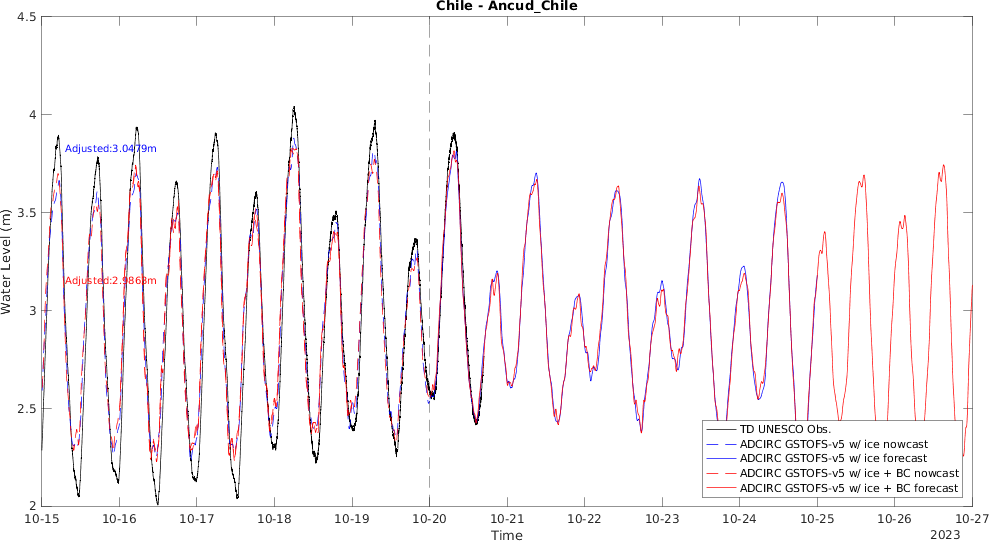 Chile - Ancud_Chile
4.5
4
3.5
3
2.5
2
Water Level (m)
Adjusted:3.0479m
Adjusted:2.9863m
TD UNESCO Obs.
ADCIRC GSTOFS-v5 w/ ice nowcast
ADCIRC GSTOFS-v5 w/ ice forecast
ADCIRC GSTOFS-v5 w/ ice + BC nowcast
ADCIRC GSTOFS-v5 w/ ice + BC forecast
10-15 10-16 10-17 10-18 10-19 10-20 10-21 10-22 10-23 10-24 10-25 10-26 10-27
Time
2023